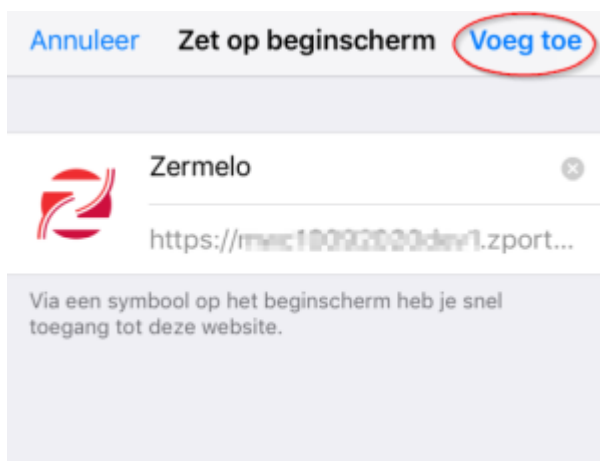 Annuleer Zet op beginscherm Voeg toe
Zermelo
https:// .zport...
Via een symbool op het beginscherm heb je snel
toegang tot deze website.